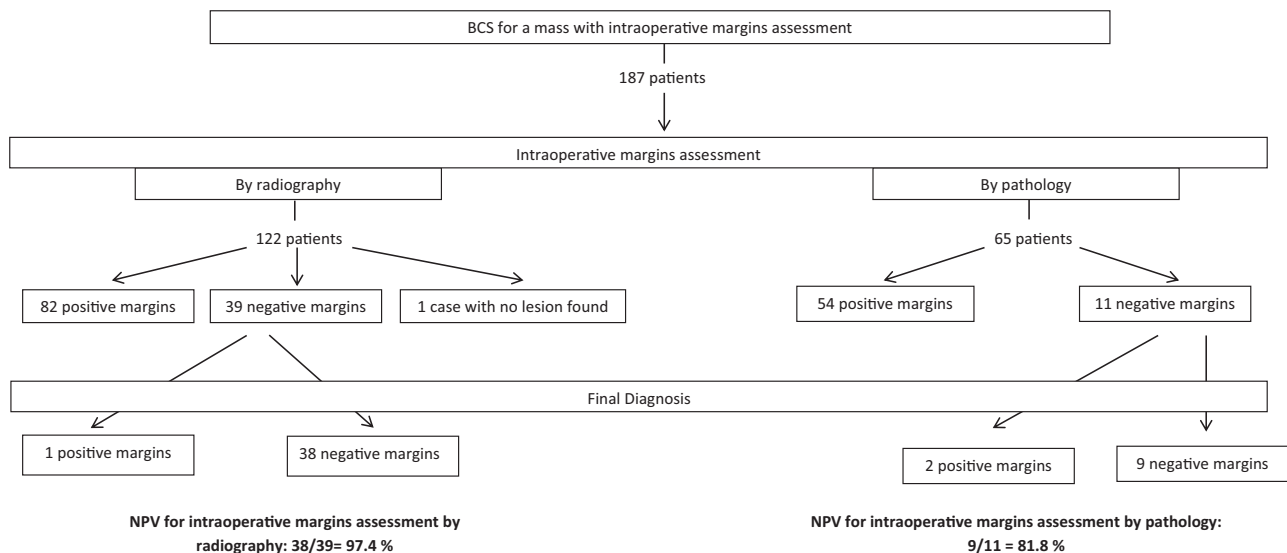 BCS for a mass with intraoperative margins assessment
187 patients
Intraoperative margins assessment
By radiography
By pathology
122 patients
65 patients
82 positive margins
39 negative margins
1 case with no lesion found
54 positive margins
11 negative margins
Final Diagnosis
1 positive margins
38 negative margins
2 positive margins
9 negative margins
NPV for intraoperative margins assessment by
radiography: 38/39= 97.4 %
NPV for intraoperative margins assessment by pathology:
9/11 = 81.8 %